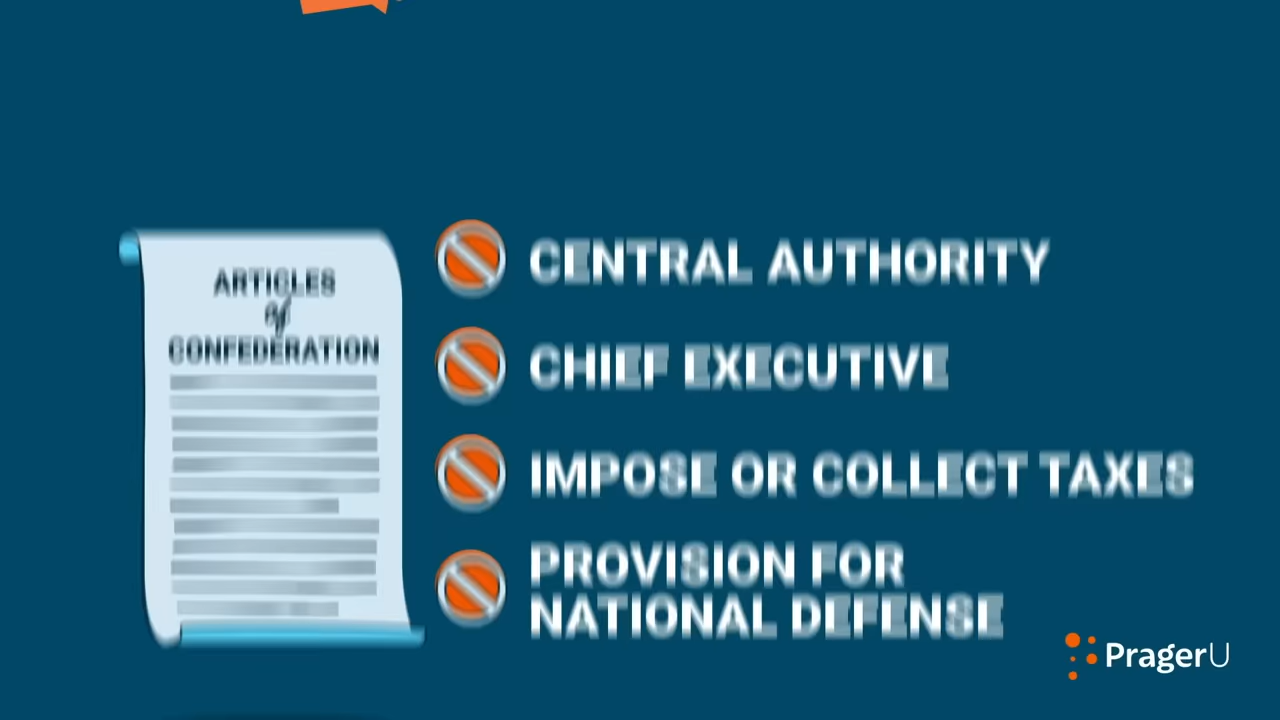 ARTICLES
of
CONFEDERATION
CENTRAL AUTHORITY
CHIEF EXECUTIVE
IMPOSE OR COLLECT TAXES
PROVISION FOR
NATIONAL DEFENSE
PragerU